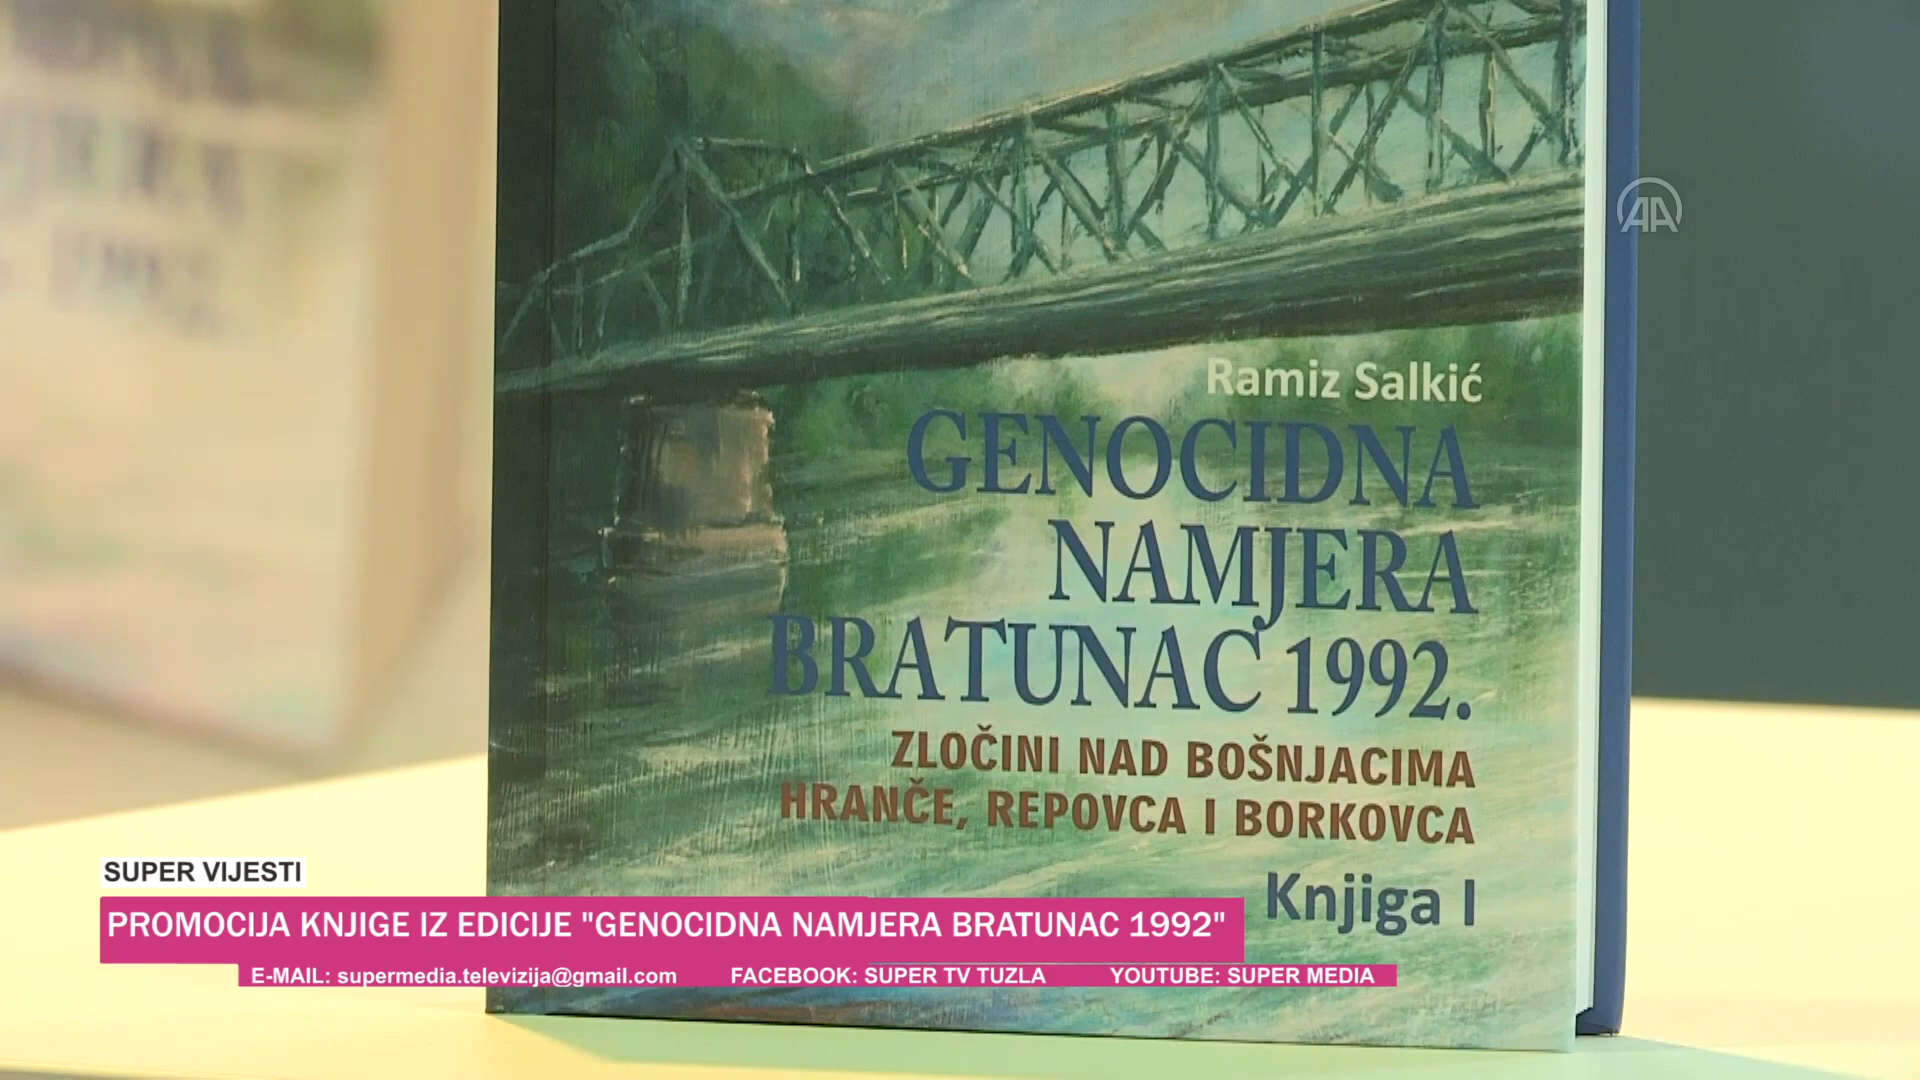 AA
Ramiz Salkić
GENOCIDNA
NAMJERA
BRATUNAC 1992.
ZLOČINI NAD BOŠNJACIMA
HRANČE, REPOVCA I BORKOVCA
Knjiga I
SUPER VIJESTI
PROMOCIJA KNJIGE IZ EDICIJE "GENOCIDNA NAMJERA BRATUNAC 1992"
E-MAIL: supermedia.televizija@gmail.com FACEBOOK: SUPER TV TUZLA YOUTUBE: SUPER MEDIA